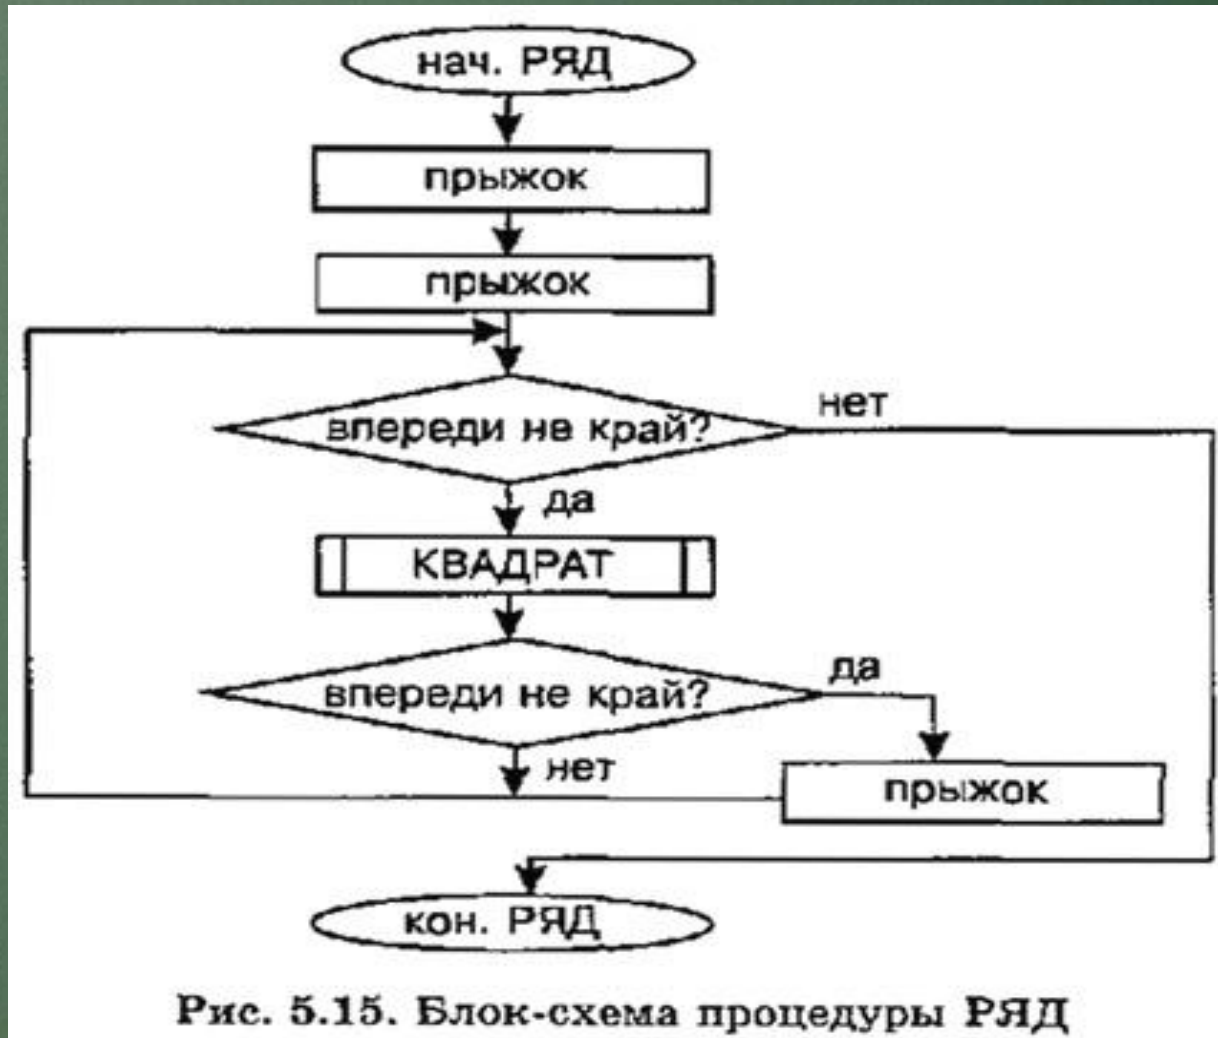 нач. РЯД
прыжок
прыжок
впереди не край?
нет
да
КВАДРАТ
впереди не край?
да
нет
прыжок
кон. РЯД
Рис. 5.15. Блок-схема процедуры РЯД